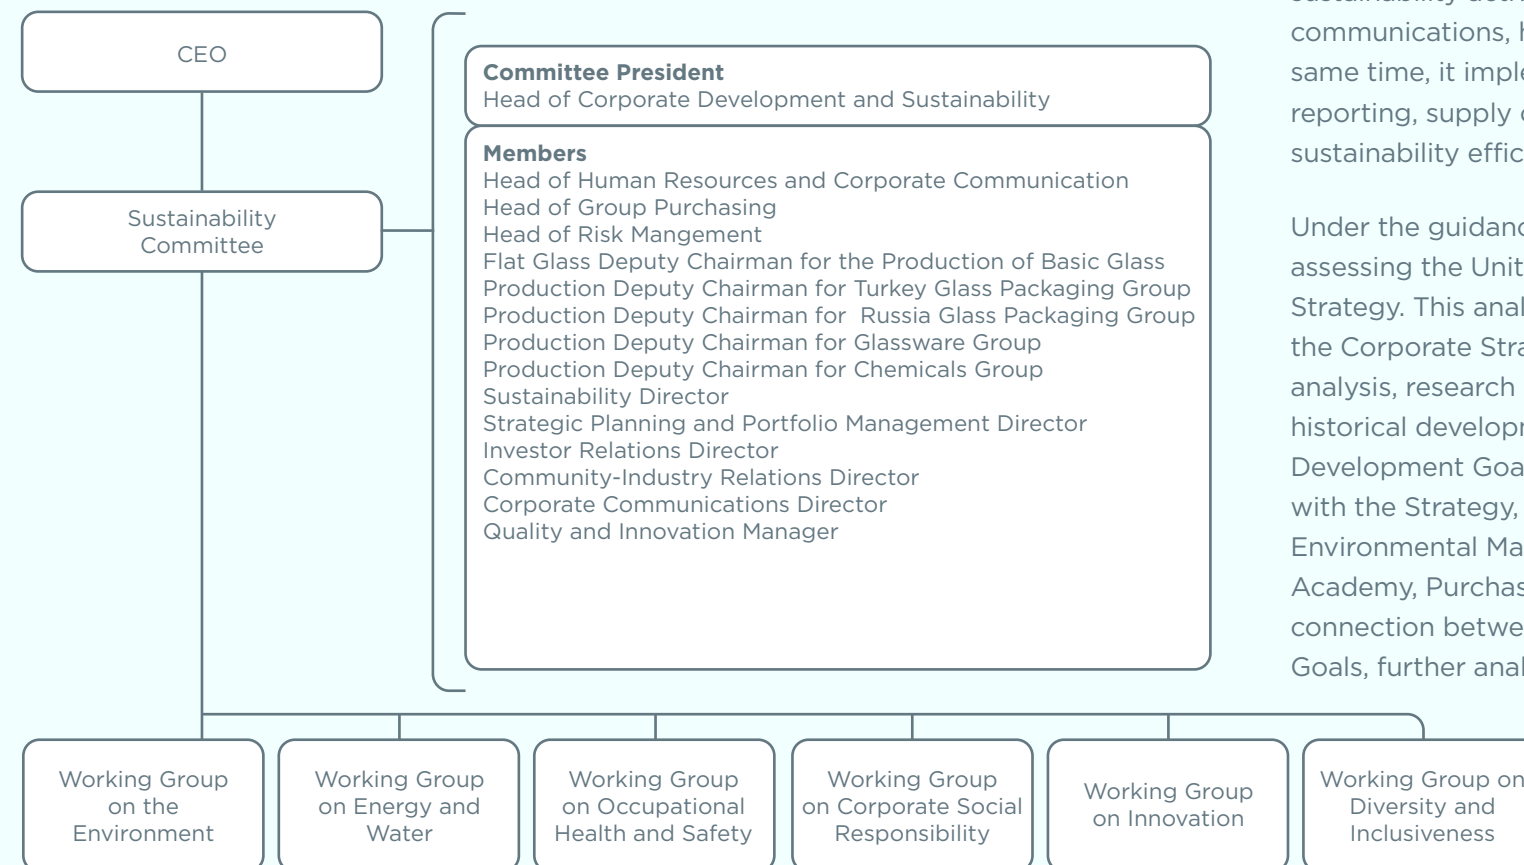 CEO
Sustainability
Committee
Committee President
Head of Corporate Development and Sustainability
Members
Head of Human Resources and Corporate Communication
Head of Group Purchasing
Head of Risk Mangement
Flat Glass Deputy Chairman for the Production of Basic Glass
Production Deputy Chairman for Turkey Glass Packaging Group
Production Deputy Chairman for  Russia Glass Packaging Group
Production Deputy Chairman for Glassware Group
Production Deputy Chairman for Chemicals Group
Sustainability Director
Strategic Planning and Portfolio Management Director
Investor Relations Director
Community-Industry Relations Director
Corporate Communications Director
Quality and Innovation Manager
Working Group
on the
Environment
Working Group
on Energy and
Water
Working Group
on Occupational
Health and Safety
Working Group
on Corporate Social
Responsibility
Working Group
on Innovation
Working Group on
Diversity and
Inclusiveness
communications,
same time, it
reporting, supply
sustainability
Under the
assessing the
Strategy. This
the Corporate
analysis, research
historical
Development
with the Strategy,
Environmental
Academy,
connection
Goals, further